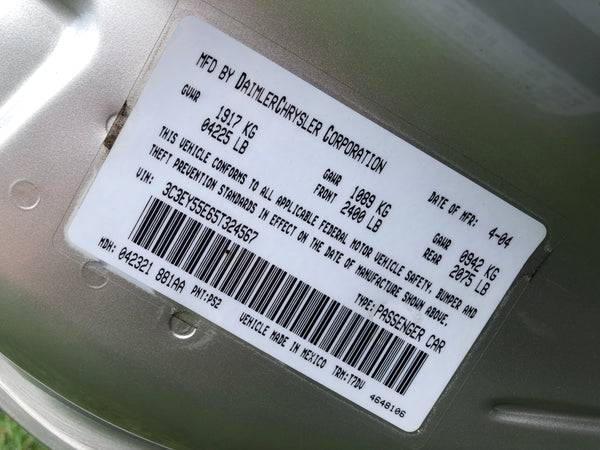 MFD BY DAIMLERCHRYSLER CORPORATION
DATE OF MFR: 4-04
GVWR 1917 KG
04225 LB
GAWR FRONT 1089 KG
2400 LB
GAWR REAR 0942 KG
2075 LB
THIS VEHICLE CONFORMS TO ALL APPLICABLE FEDERAL MOTOR VEHICLE SAFETY, BUMPER AND
THEFT PREVENTION STANDARDS IN EFFECT ON THE DATE OF MANUFACTURE SHOWN ABOVE.
VIN: 3C3EY55E65T324567
TYPE: PASSENGER CAR
MDH: 042321 881AA PNT:PS2
VEHICLE MADE IN MEXICO TRM:T7DV
4648106